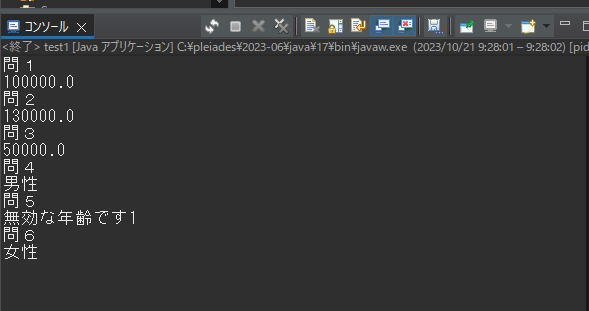 コンソール
<終了> test1 [Java アプリケーション] C:¥pleiades¥2023-06¥java¥17¥bin¥javaw.exe (2023/10/21 9:28:01 – 9:28:02) [pid
問１
100000.0
問２
130000.0
問３
50000.0
問４
男性
問５
無効な年齢です1
問６
女性